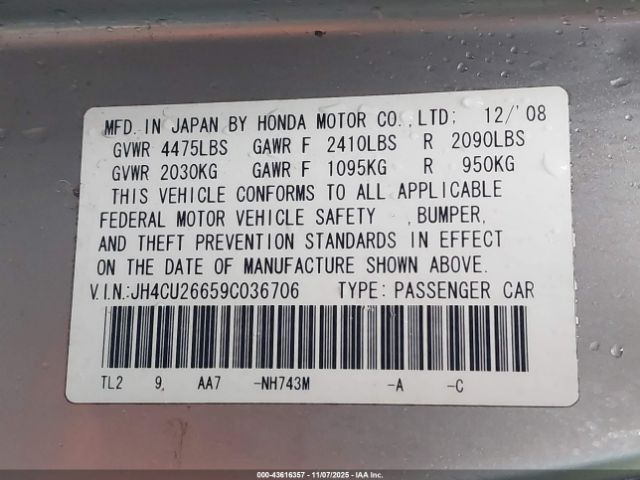 MFD. IN JAPAN BY HONDA MOTOR CO., LTD; 12/'08
GVWR 4475LBS GAWR F 2410LBS R 2090LBS
GVWR 2030KG GAWR F 1095KG R 950KG
THIS VEHICLE CONFORMS TO ALL APPLICABLE
FEDERAL MOTOR VEHICLE SAFETY , BUMPER,
AND THEFT PREVENTION STANDARDS IN EFFECT
ON THE DATE OF MANUFACTURE SHOWN ABOVE.
V.I.N.:JH4CU26659C036706 TYPE: PASSENGER CAR
TL2 9, AA7 -NH743M -A -C
00-43616357 - 11/07/2025 - IAA Inc.